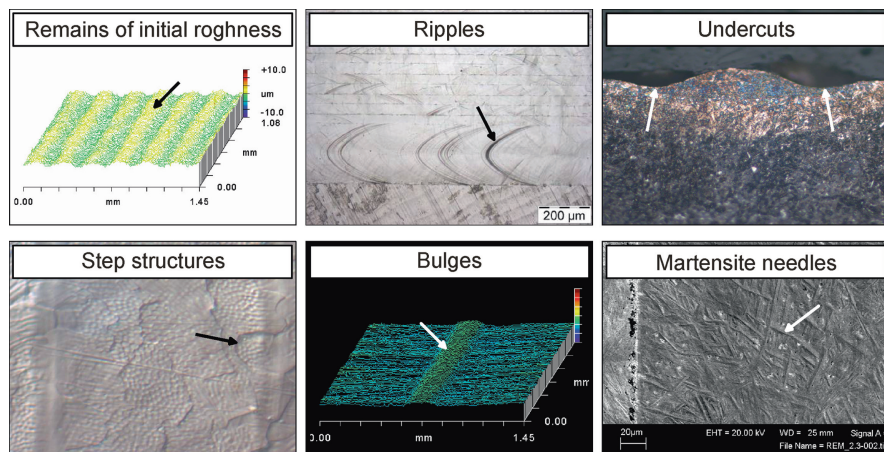 Remains of initial roghness
+10.0
um
-10.0
1.08
mm
0.00
0.00
mm
1.45
Ripples
200 µm
Undercuts
Step structures
Bulges
mm
0.00
0.00
mm
1.45
Martensite needles
20µm
EHT = 20.00 kV
WD = 25 mm
Signal A
File Name = REM_2.3-002.ti